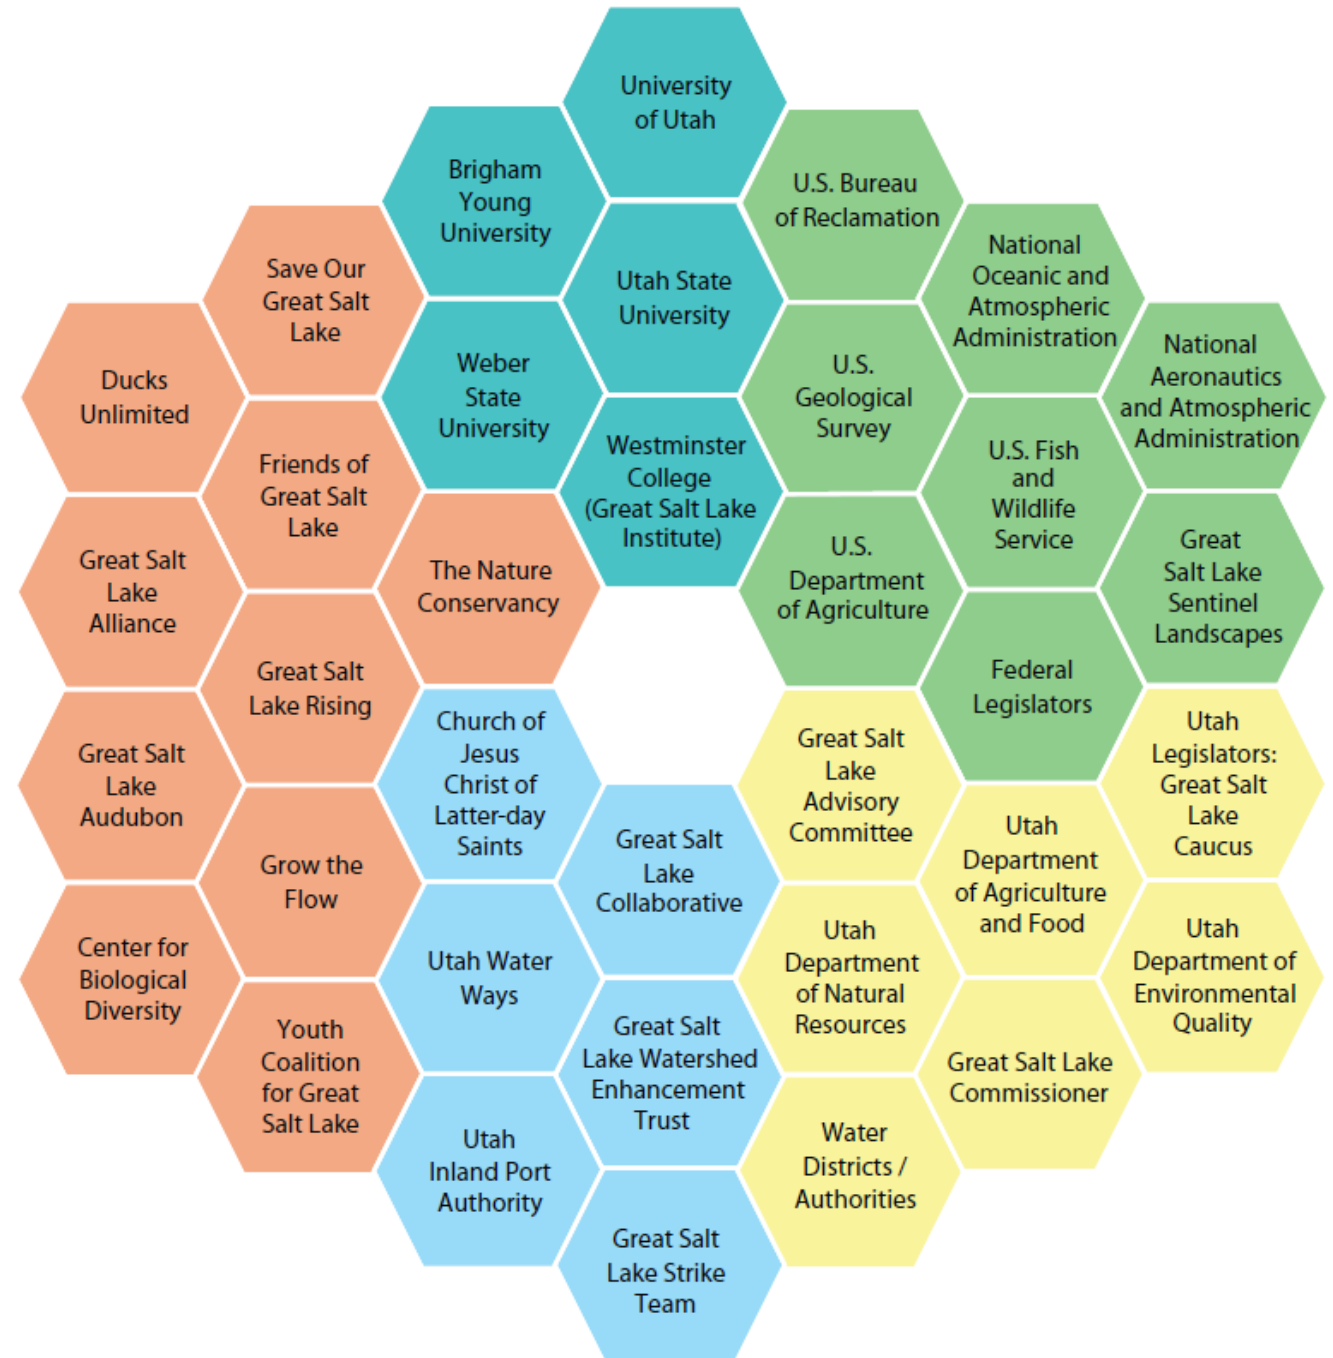 University
of Utah
Brigham
Young
University
U.S. Bureau
of Reclamation
Save Our
Great Salt
Lake
Utah State
University
National
Oceanic and
Atmospheric
Administration
Ducks
Unlimited
Weber
State
University
U.S.
Geological
Survey
National
Aeronautics
and Atmospheric
Administration
Friends of
Great Salt
Lake
Westminster
College
(Great Salt Lake
Institute)
U.S. Fish
and
Wildlife
Service
Great Salt
Lake
Alliance
The Nature
Conservancy
U.S.
Department
of Agriculture
Great
Salt Lake
Sentinel
Landscapes
Great Salt
Lake Rising
Federal
Legislators
Great Salt
Lake
Audubon
Church of
Jesus
Christ of
Latter-day
Saints
Great Salt
Lake
Advisory
Committee
Utah
Legislators:
Great Salt
Lake
Caucus
Grow the
Flow
Great Salt
Lake
Collaborative
Utah
Department
of Agriculture
and Food
Center for
Biological
Diversity
Utah Water
Ways
Utah
Department
of Natural
Resources
Utah
Department of
Environmental
Quality
Youth
Coalition
for Great
Salt Lake
Great Salt
Lake Watershed
Enhancement
Trust
Great Salt Lake
Commissioner
Utah
Inland Port
Authority
Water
Districts /
Authorities
Great Salt
Lake Strike
Team